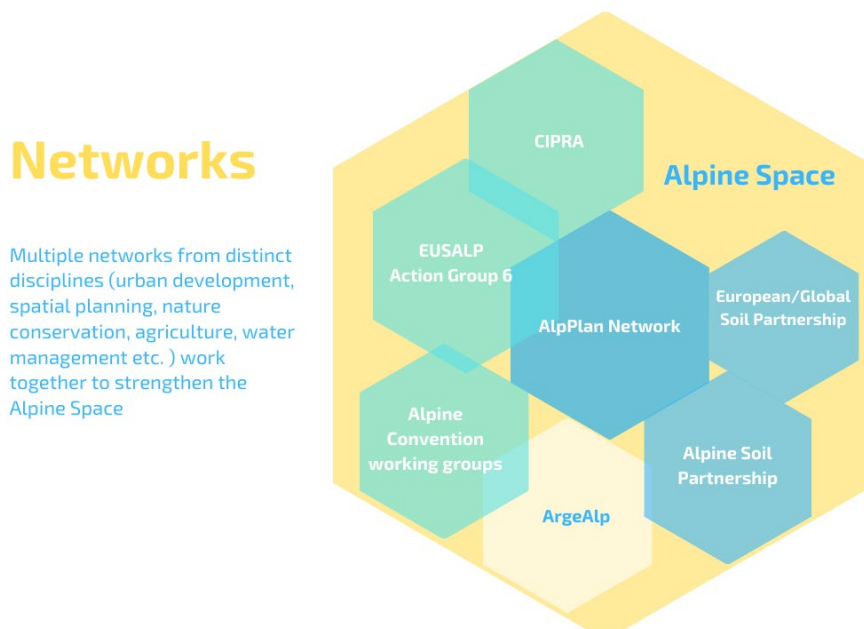 Networks
Multiple networks from distinct
disciplines (urban development,
spatial planning, nature
conservation, agriculture, water
management etc. ) work
together to strengthen the
Alpine Space
CIPRA
Alpine Space
EUSALP
Action Group 6
European/Global
Soil Partnership
AlpPlan Network
Alpine
Convention
working groups
Alpine Soil
Partnership
ArgeAlp